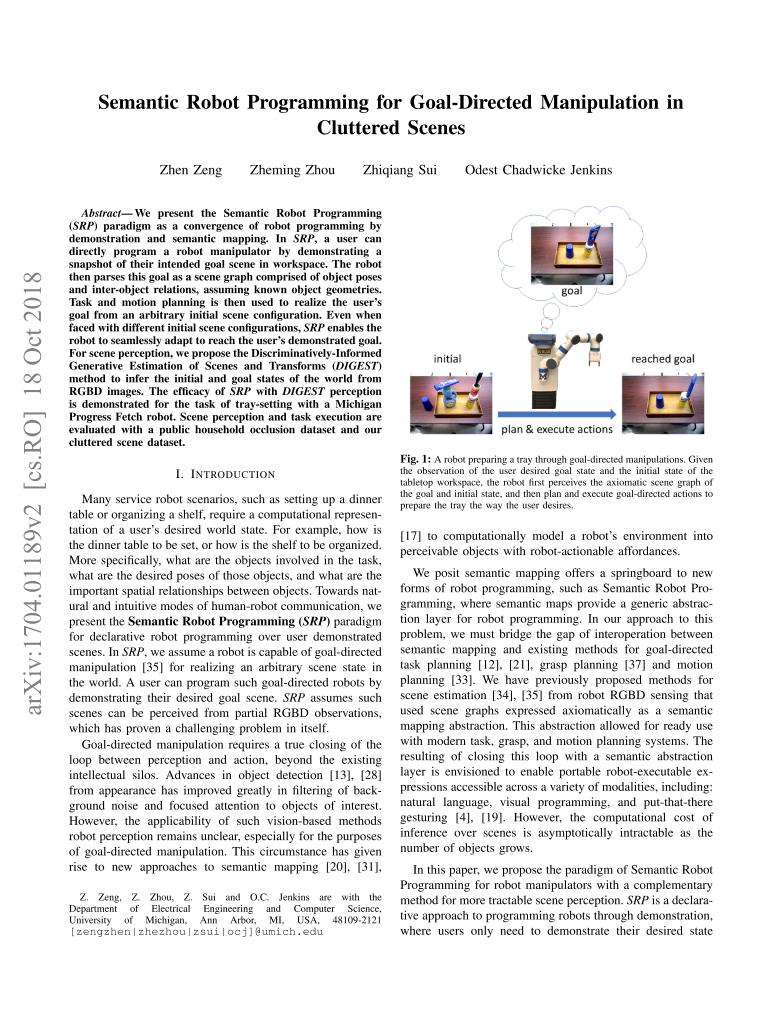 Semantic Robot Programming for Goal-Directed Manipulation in
Cluttered Scenes
Zhen Zeng Zheming Zhou Zhiqiang Sui Odest Chadwicke Jenkins
arXiv:1704.01189v2 [cs.RO] 18 Oct 2018
Abstract— We present the Semantic Robot Programming
(SRP) paradigm as a convergence of robot programming by
demonstration and semantic mapping. In SRP, a user can
directly program a robot manipulator by demonstrating a
snapshot of their intended goal scene in workspace. The robot
then parses this goal as a scene graph comprised of object poses
and inter-object relations, assuming known object geometries.
Task and motion planning is then used to realize the user's
goal from an arbitrary initial scene configuration. Even when
faced with different initial scene configurations, SRP enables the
robot to seamlessly adapt to reach the user's demonstrated goal.
For scene perception, we propose the Discriminatively-Informed
Generative Estimation of Scenes and Transforms (DIGEST)
method to infer the initial and goal states of the world from
RGBD images. The efficacy of SRP with DIGEST perception
is demonstrated for the task of tray-setting with a Michigan
Progress Fetch robot. Scene perception and task execution are
evaluated with a public household occlusion dataset and our
cluttered scene dataset.
I. INTRODUCTION
Many service robot scenarios, such as setting up a dinner
table or organizing a shelf, require a computational represen-
tation of a user's desired world state. For example, how is
the dinner table to be set, or how is the shelf to be organized.
More specifically, what are the objects involved in the task,
what are the desired poses of those objects, and what are the
important spatial relationships between objects. Towards nat-
ural and intuitive modes of human-robot communication, we
present the Semantic Robot Programming (SRP) paradigm
for declarative robot programming over user demonstrated
scenes. In SRP, we assume a robot is capable of goal-directed
manipulation [35] for realizing an arbitrary scene state in
the world. A user can program such goal-directed robots by
demonstrating their desired goal scene. SRP assumes such
scenes can be perceived from partial RGBD observations,
which has proven a challenging problem in itself.
Goal-directed manipulation requires a true closing of the
loop between perception and action, beyond the existing
intellectual silos. Advances in object detection [13], [28]
from appearance has improved greatly in filtering of back-
ground noise and focused attention to objects of interest.
However, the applicability of such vision-based methods
robot perception remains unclear, especially for the purposes
of goal-directed manipulation. This circumstance has given
rise to new approaches to semantic mapping [20], [31],
Z. Zeng, Z. Zhou, Z. Sui and O.C. Jenkins are with the
Department of Electrical Engineering and Computer Science,
University of Michigan, Ann Arbor, MI, USA, 48109-2121
[zengzhen|zhezhou|zsui|ocj]@umich.edu
goal
initial
reached goal
plan & execute actions
Fig. 1: A robot preparing a tray through goal-directed manipulations. Given
the observation of the user desired goal state and the initial state of the
tabletop workspace, the robot first perceives the axiomatic scene graph of
the goal and initial state, and then plan and execute goal-directed actions to
prepare the tray the way the user desires.
[17] to computationally model a robot's environment into
perceivable objects with robot-actionable affordances.
We posit semantic mapping offers a springboard to new
forms of robot programming, such as Semantic Robot Pro-
gramming, where semantic maps provide a generic abstrac-
tion layer for robot programming. In our approach to this
problem, we must bridge the gap of interoperation between
semantic mapping and existing methods for goal-directed
task planning [12], [21], grasp planning [37] and motion
planning [33]. We have previously proposed methods for
scene estimation [34], [35] from robot RGBD sensing that
used scene graphs expressed axiomatically as a semantic
mapping abstraction. This abstraction allowed for ready use
with modern task, grasp, and motion planning systems. The
resulting of closing this loop with a semantic abstraction
layer is envisioned to enable portable robot-executable ex-
pressions accessible across a variety of modalities, including:
natural language, visual programming, and put-that-there
gesturing [4], [19]. However, the computational cost of
inference over scenes is asymptotically intractable as the
number of objects grows.
In this paper, we propose the paradigm of Semantic Robot
Programming for robot manipulators with a complementary
method for more tractable scene perception. SRP is a declara-
tive approach to programming robots through demonstration,
where users only need to demonstrate their desired state